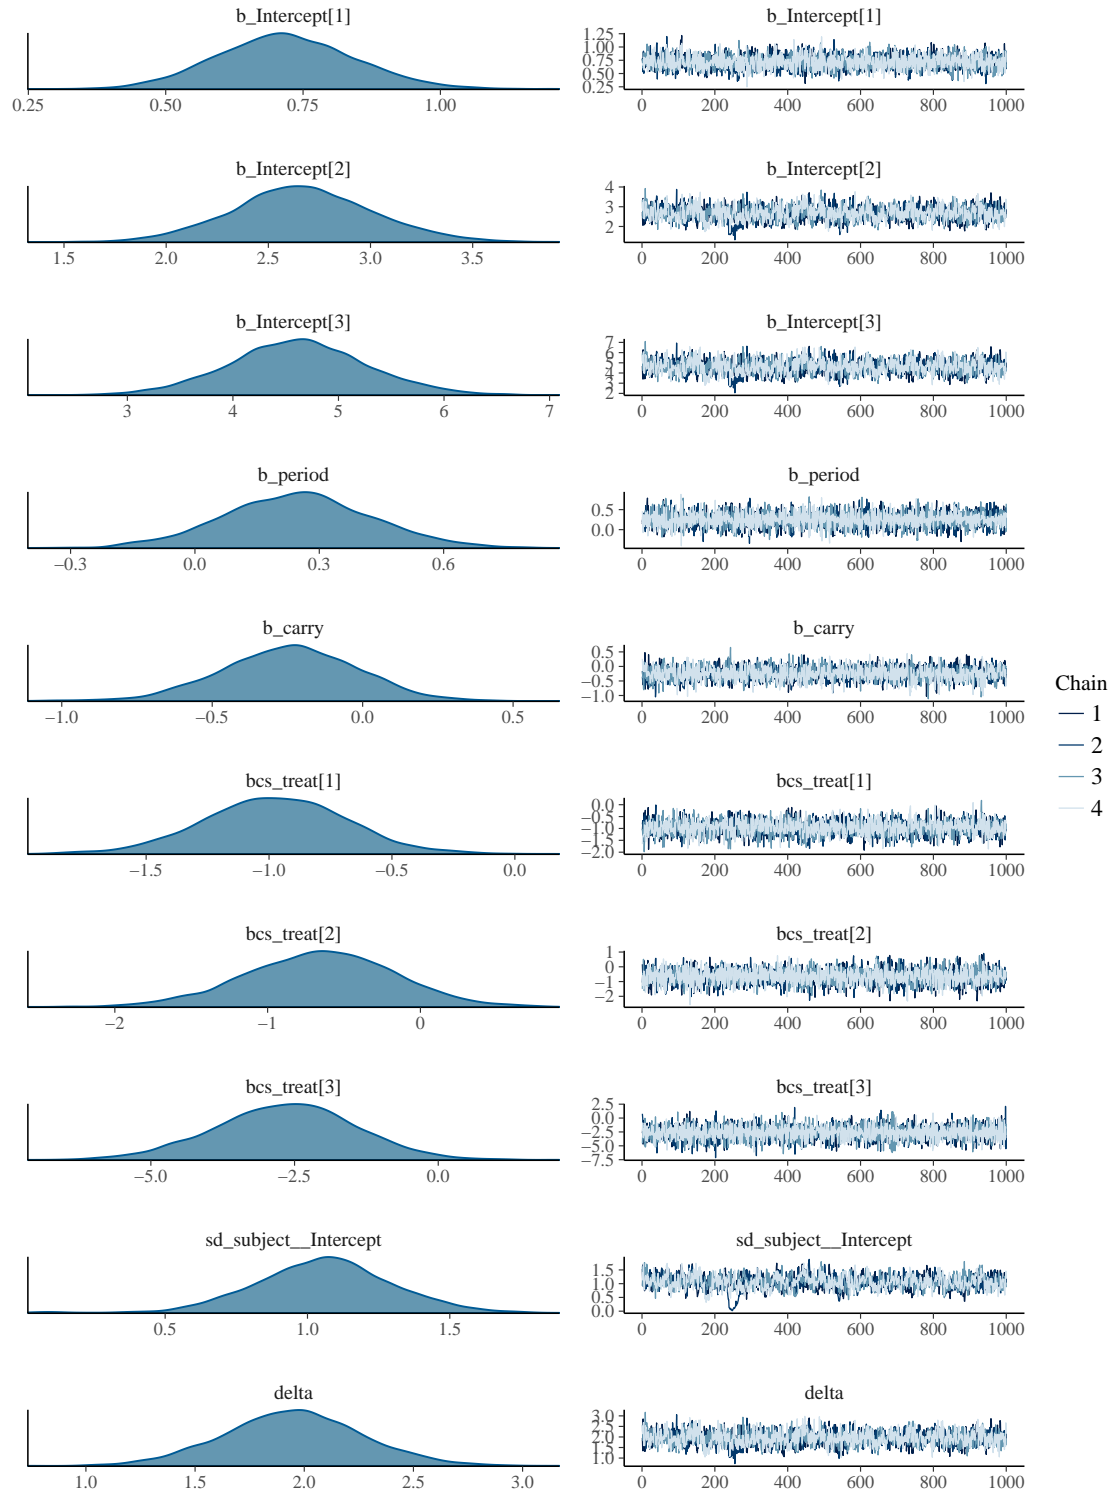 b_Intercept[1]
0.25 0.50 0.75 1.00
b_Intercept[1]
1.25
1.00
0.75
0.50
0.25
0 200 400 600 800 1000
b_Intercept[2]
1.5 2.0 2.5 3.0 3.5
b_Intercept[2]
4
3
2
0 200 400 600 800 1000
b_Intercept[3]
3 4 5 6 7
b_Intercept[3]
7
6
5
4
3
2
0 200 400 600 800 1000
b_period
−0.3 0.0 0.3 0.6
b_period
0.5
0.0
0 200 400 600 800 1000
b_carry
−1.0 −0.5 0.0 0.5
b_carry
0.5
0.0
−0.5
−1.0
0 200 400 600 800 1000
Chain
1
2
3
4
bcs_treat[1]
−1.5 −1.0 −0.5 0.0
bcs_treat[1]
0.0
−0.5
−1.0
−1.5
−2.0
0 200 400 600 800 1000
bcs_treat[2]
−2 −1 0
bcs_treat[2]
1
0
−1
−2
0 200 400 600 800 1000
bcs_treat[3]
−5.0 −2.5 0.0
bcs_treat[3]
2.5
0.0
−2.5
−5.0
−7.5
0 200 400 600 800 1000
sd_subject__Intercept
0.5 1.0 1.5
sd_subject__Intercept
1.5
1.0
0.5
0.0
0 200 400 600 800 1000
delta
1.0 1.5 2.0 2.5 3.0
delta
3.0
2.5
2.0
1.5
1.0
0 200 400 600 800 1000